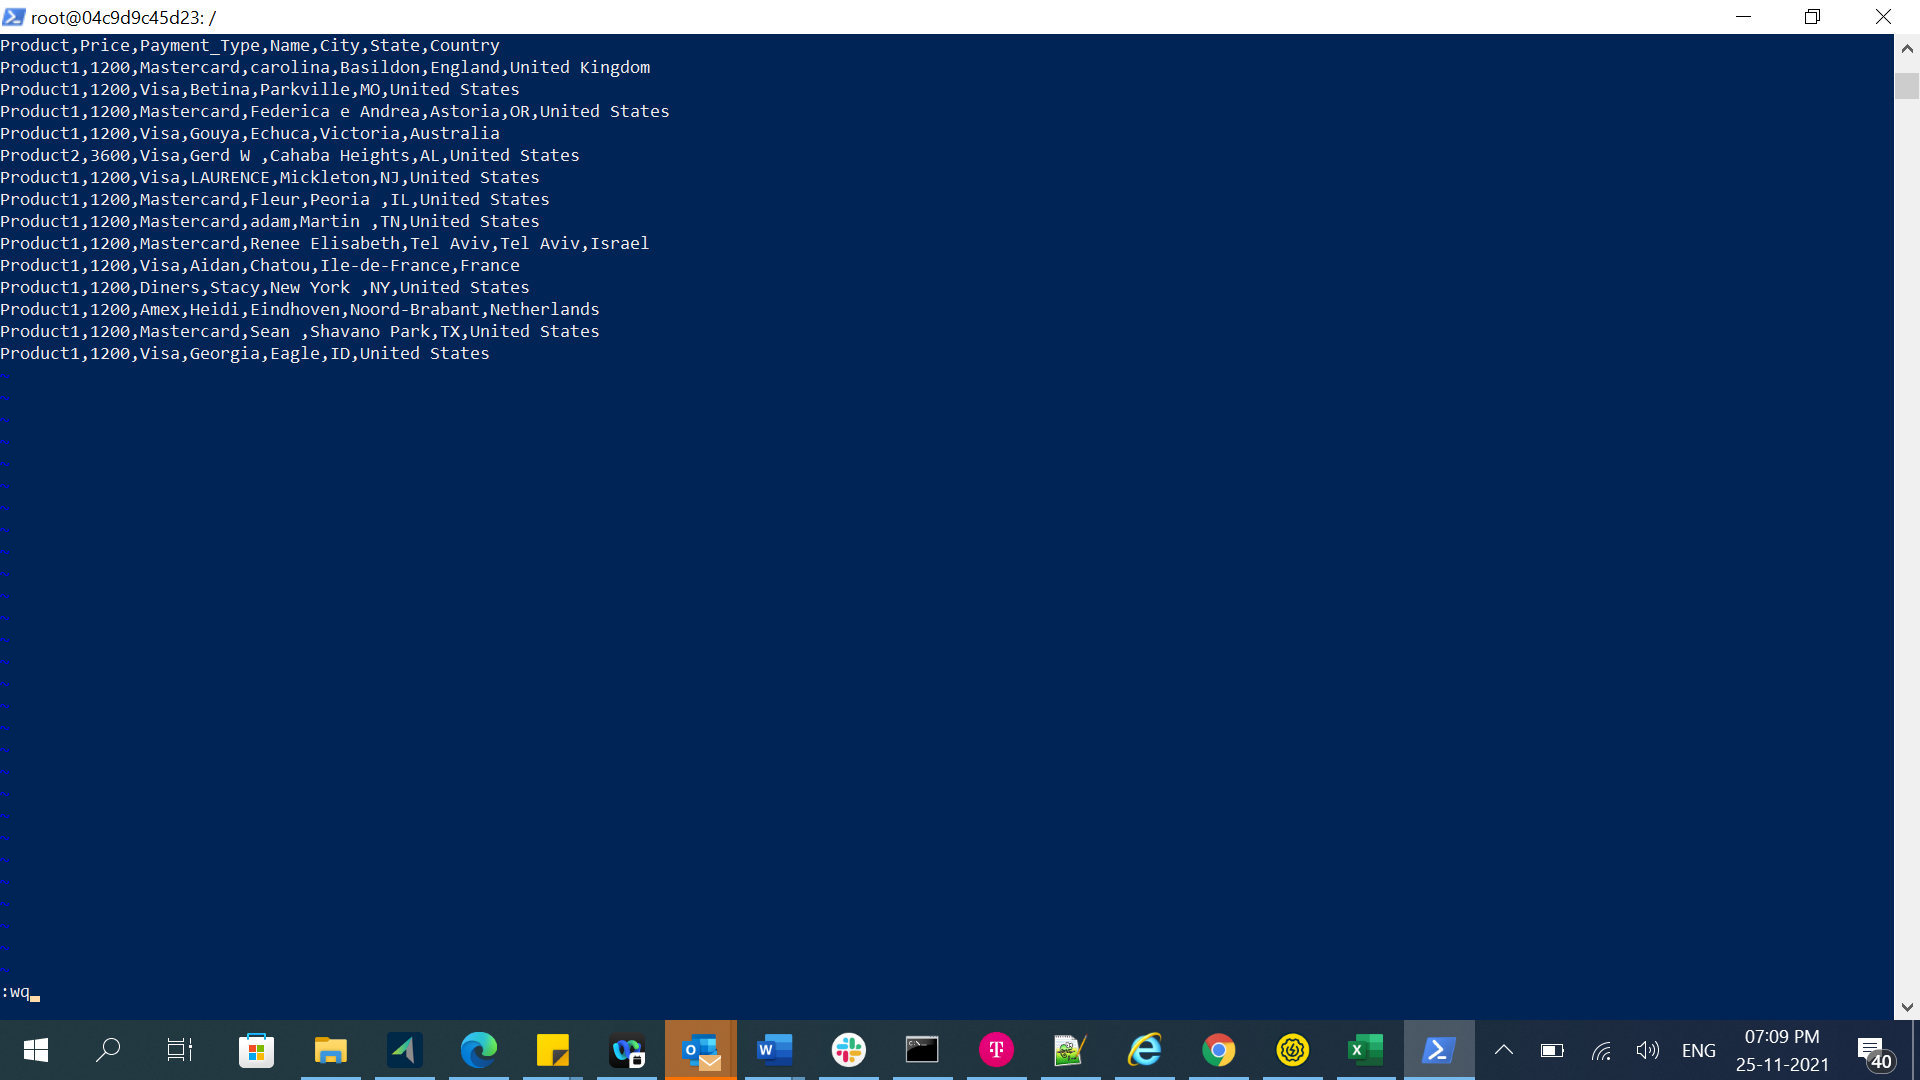 root@04c9d9c45d23: /
Product,Price,Payment_Type,Name,City,State,Country
Product1,1200,Mastercard,carolina,Basildon,England,United Kingdom
Product1,1200,Visa,Betina,Parkville,MO,United States
Product1,1200,Mastercard,Federica e Andrea,Astoria,OR,United States
Product1,1200,Visa,Gouya,Echuca,Victoria,Australia
Product2,3600,Visa,Gerd W ,Cahaba Heights,AL,United States
Product1,1200,Visa,LAURENCE,Mickleton,NJ,United States
Product1,1200,Mastercard,Fleur,Peoria ,IL,United States
Product1,1200,Mastercard,adam,Martin ,TN,United States
Product1,1200,Mastercard,Renee Elisabeth,Tel Aviv,Tel Aviv,Israel
Product1,1200,Visa,Aidan,Chatou,Ile-de-France,France
Product1,1200,Diners,Stacy,New York ,NY,United States
Product1,1200,Amex,Heidi,Eindhoven,Noord-Brabant,Netherlands
Product1,1200,Mastercard,Sean ,Shavano Park,TX,United States
Product1,1200,Visa,Georgia,Eagle,ID,United States
:wq
ENG
07:09 PM
25-11-2021
40